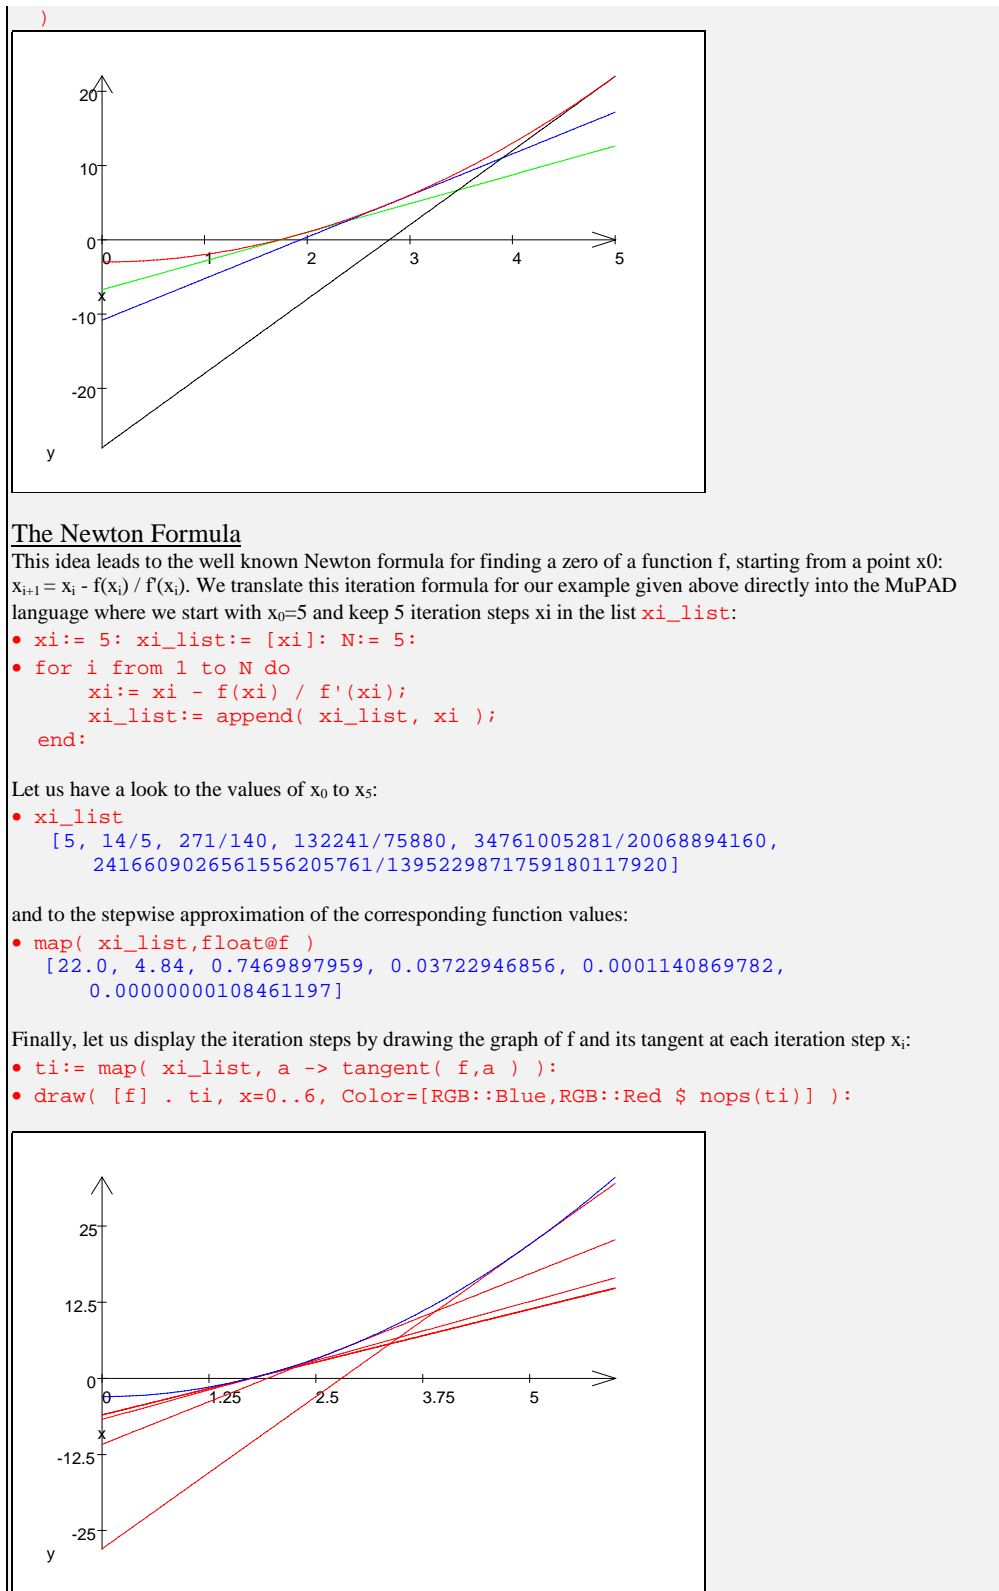 )
20
10
0
0 1 2 3 4 5
x
-10
-20
y
The Newton Formula
This idea leads to the well known Newton formula for finding a zero of a function f, starting from a point x0:
xᵢ₊₁ = xᵢ - f(xᵢ) / f'(xᵢ). We translate this iteration formula for our example given above directly into the MuPAD
language where we start with x₀=5 and keep 5 iteration steps xi in the list xi_list:
• xi:= 5: xi_list:= [xi]: N:= 5:
• for i from 1 to N do
xi:= xi - f(xi) / f'(xi);
xi_list:= append( xi_list, xi );
end:
Let us have a look to the values of x₀ to x₅:
• xi_list
[5, 14/5, 271/140, 132241/75880, 34761005281/20068894160,
2416609026561556205761/1395229871759180117920]
and to the stepwise approximation of the corresponding function values:
• map( xi_list,float@f )
[22.0, 4.84, 0.7469897959, 0.03722946856, 0.0001140869782,
0.00000000108461197]
Finally, let us display the iteration steps by drawing the graph of f and its tangent at each iteration step xᵢ:
• ti:= map( xi_list, a -> tangent( f,a ) ):
• draw( [f] . ti, x=0..6, Color=[RGB::Blue,RGB::Red $ nops(ti)] ):
25
12.5
0
0 1.25 2.5 3.75 5
x
-12.5
-25
y